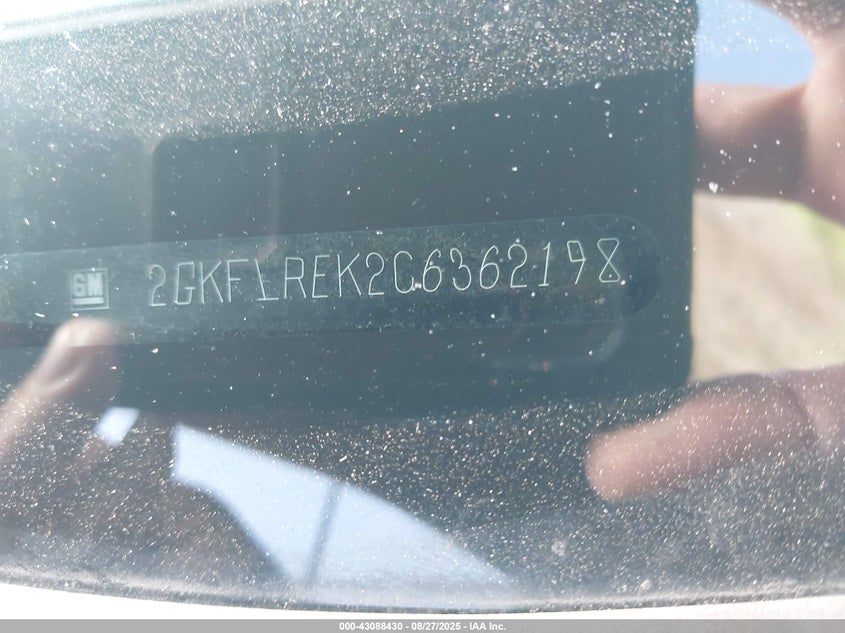 GM 2GKFLREK2C6362198
000-43088430 - 08/27/2025 - IAA Inc.